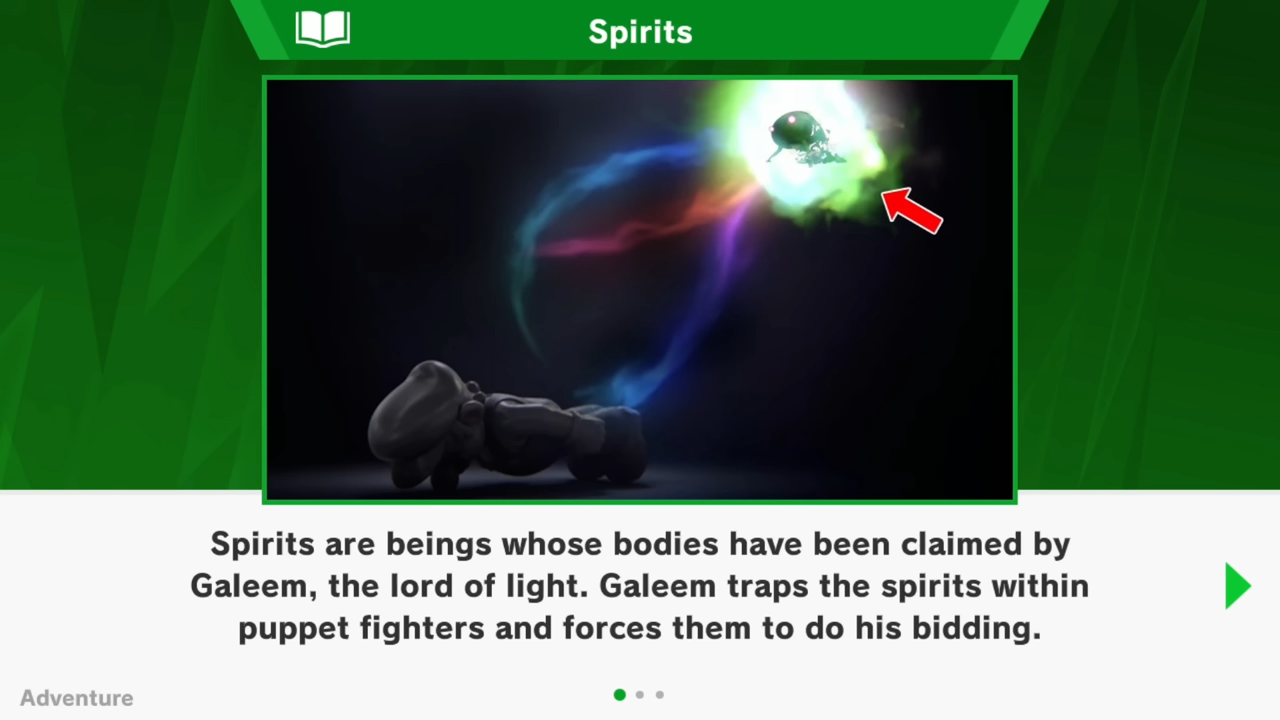 Spirits
Spirits are beings whose bodies have been claimed by
Galeem, the lord of light. Galeem traps the spirits within
puppet fighters and forces them to do his bidding.
Adventure